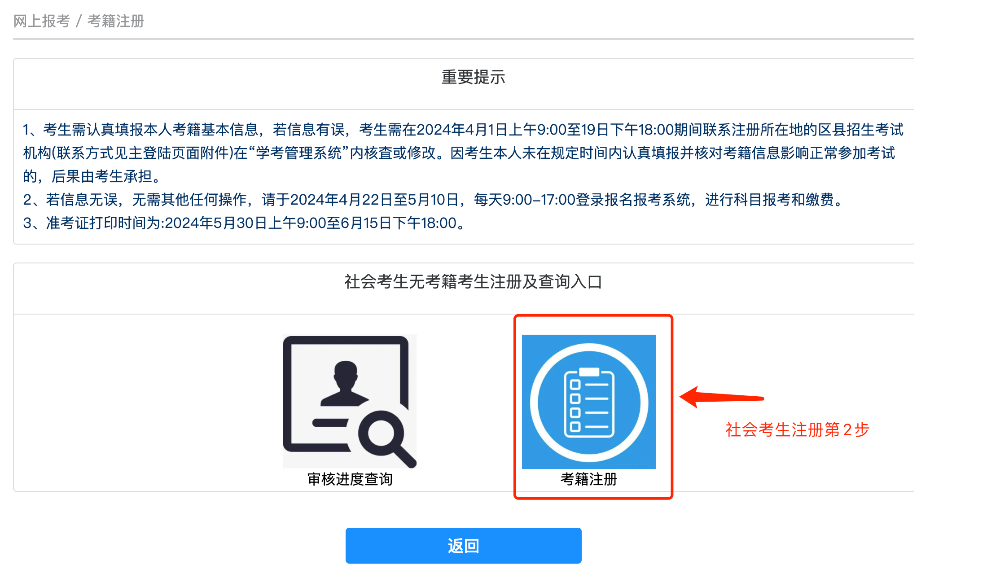 网上报考 / 考籍注册
重要提示
1、考生需认真填报本人考籍基本信息，若信息有误，考生需在2024年4月1日上午9:00至19日下午18:00期间联系注册所在地的区县招生考试
机构(联系方式见主登陆页面附件)在“学考管理系统”内核查或修改。因考生本人未在规定时间内认真填报并核对考籍信息影响正常参加考试
的，后果由考生承担。
2、若信息无误，无需其他任何操作，请于2024年4月22日至5月10日，每天9:00–17:00登录报名报考系统，进行科目报考和缴费。
3、准考证打印时间为:2024年5月30日上午9:00至6月15日下午18:00。
社会考生无考籍考生注册及查询入口
社会考生注册第2步
审核进度查询
考籍注册
返回